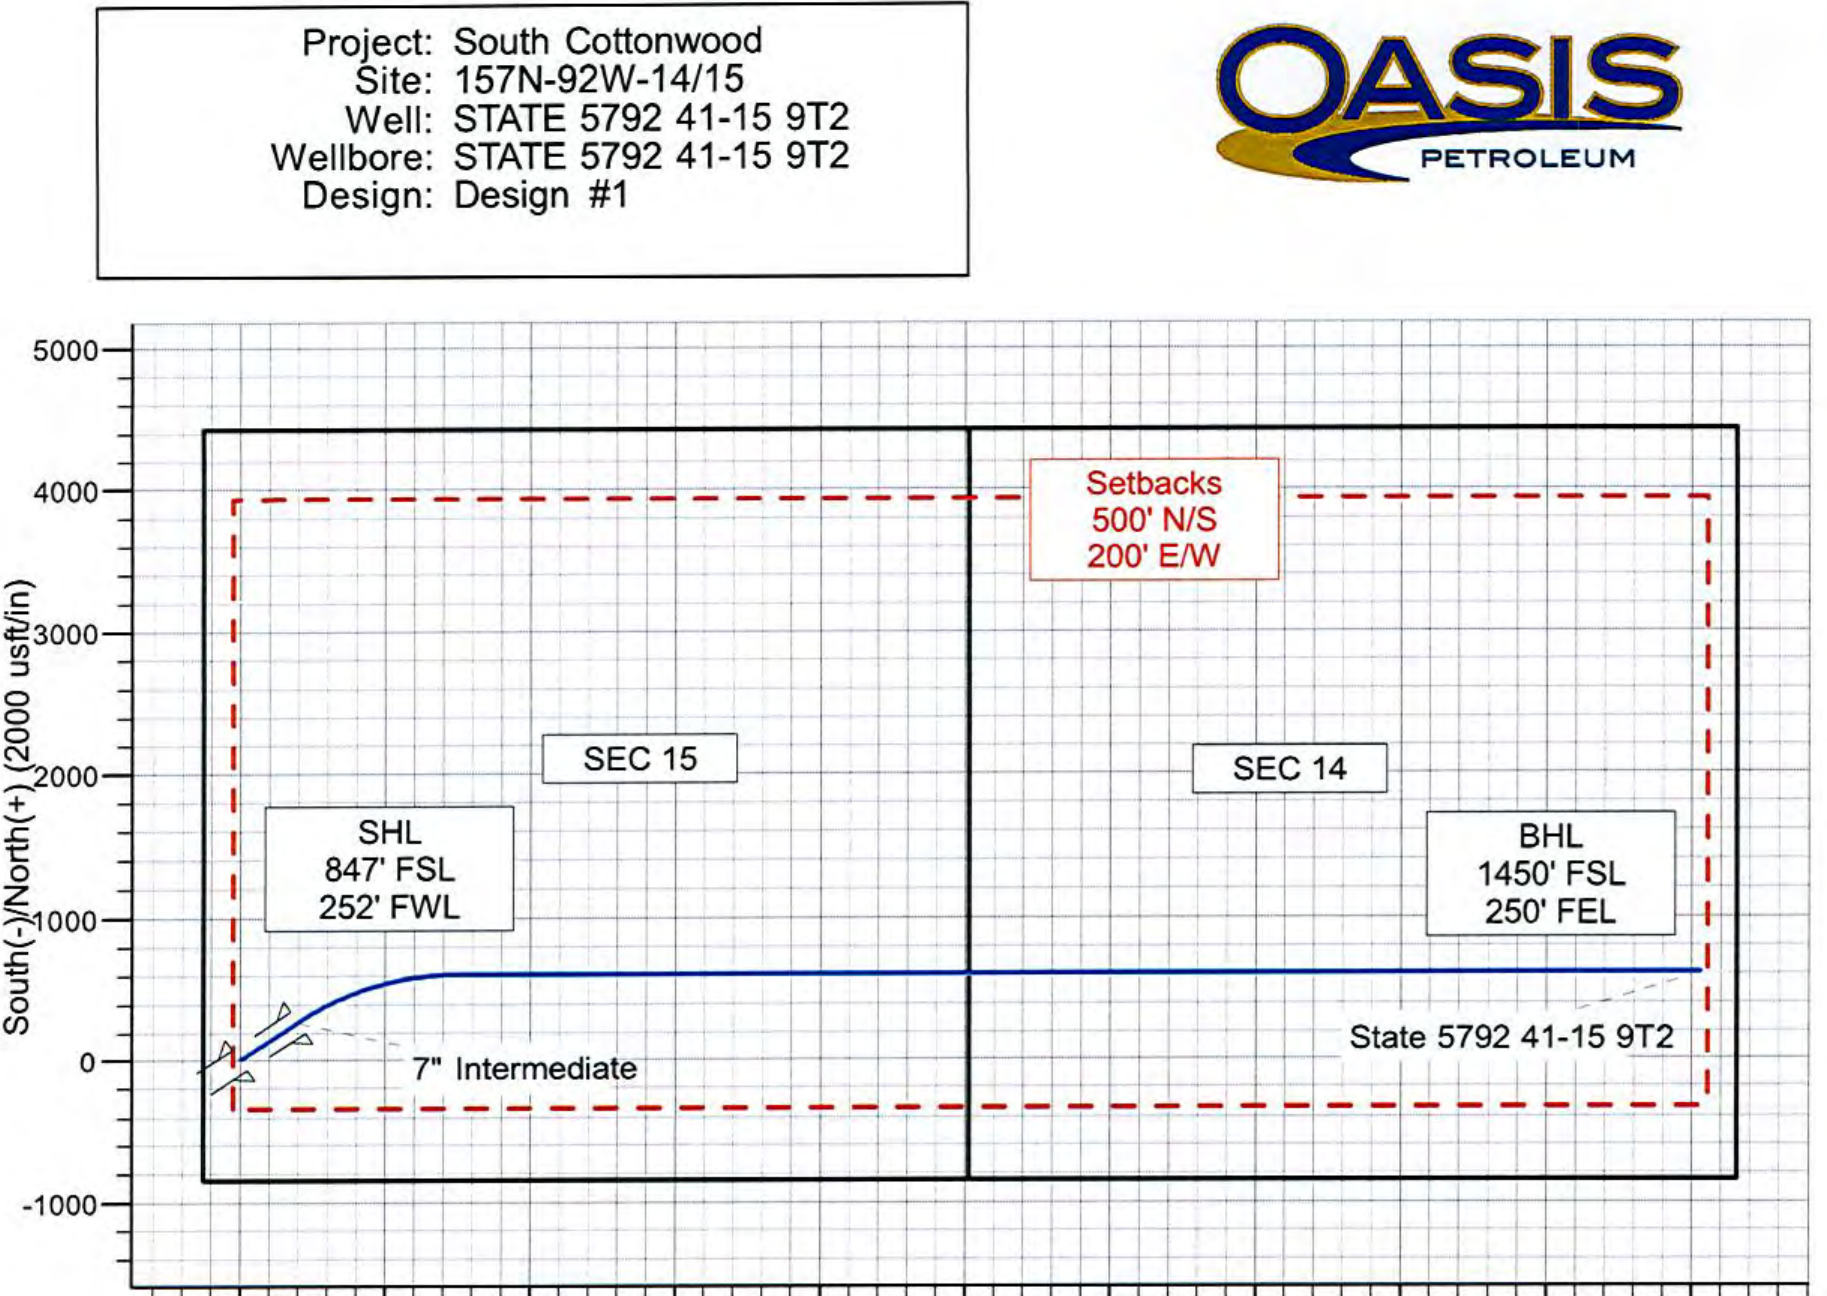 Project: South Cottonwood
Site: 157N-92W-14/15
Well: STATE 5792 41-15 9T2
Wellbore: STATE 5792 41-15 9T2
Design: Design #1
OASIS
PETROLEUM
South(-)/North(+) (2000 usft/in)
5000
4000
3000
2000
1000
0
-1000
Setbacks
500' N/S
200' E/W
SEC 15
SEC 14
SHL
847' FSL
252' FWL
BHL
1450' FSL
250' FEL
7" Intermediate
State 5792 41-15 9T2